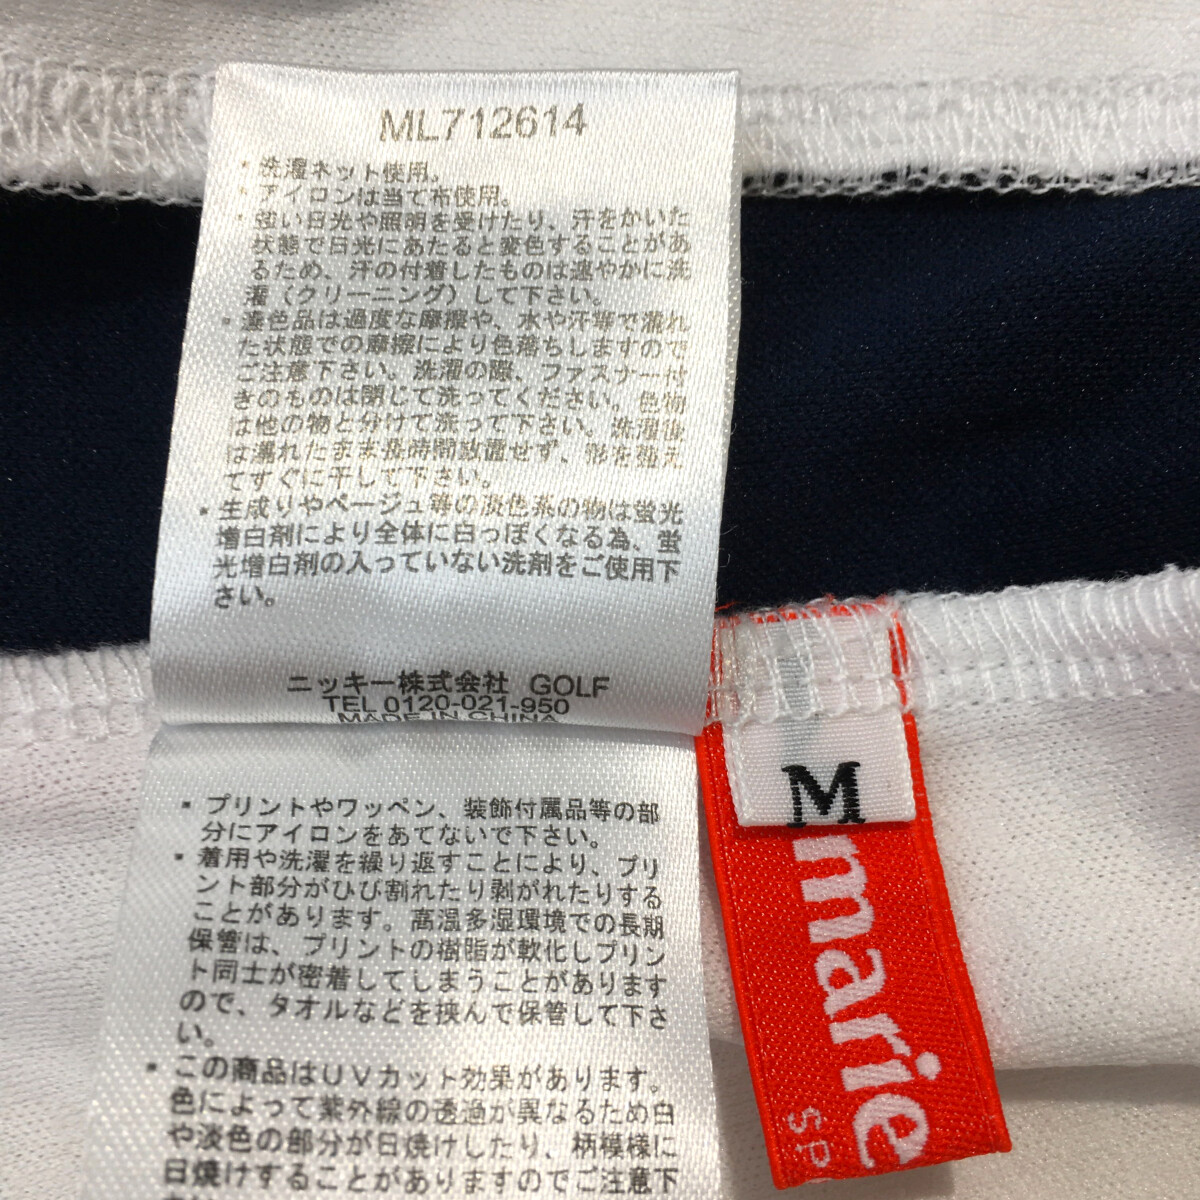 ML712614
・洗濯ネット使用。
・アイロンは当て布使用。
・強い日光や照明を受けたり、汗をかいた
状態で日光にあたると変色することがあ
るため、汗の付着したものは速やかに洗
濯（クリーニング）して下さい。
・濃色品は過度な摩擦や、水や汗等で濡れ
た状態での摩擦により色落ちしますので
ご注意下さい。洗濯の際、ファスナー付
きのものは閉じて洗ってください。色物
は他の物と分けて洗って下さい。洗濯後
は濡れたまま長時間放置せず、形を整え
てすぐに干して下さい。
・生成りやベージュ等の淡色系の物は蛍光
増白剤により全体に白っぽくなる為、蛍
光増白剤の入っていない洗剤をご使用下
さい。
ニッキー株式会社 GOLF
TEL 0120-021-950
MADE IN CHINA
・プリントやワッペン、装飾付属品等の部
分にアイロンをあてないで下さい。
・着用や洗濯を繰り返すことにより、プリ
ント部分がひび割れたり剥がれたりする
ことがあります。高温多湿環境での長期
保管は、プリントの樹脂が軟化しプリン
ト同士が密着してしまうことがあります
ので、タオルなどを挟んで保管して下さ
い。
・この商品はUVカット効果があります。
色によって紫外線の透過が異なるため白
や淡色の部分が日焼けしたり、柄模様に
日焼けすることがありますのでご注意下
M
marie
SP